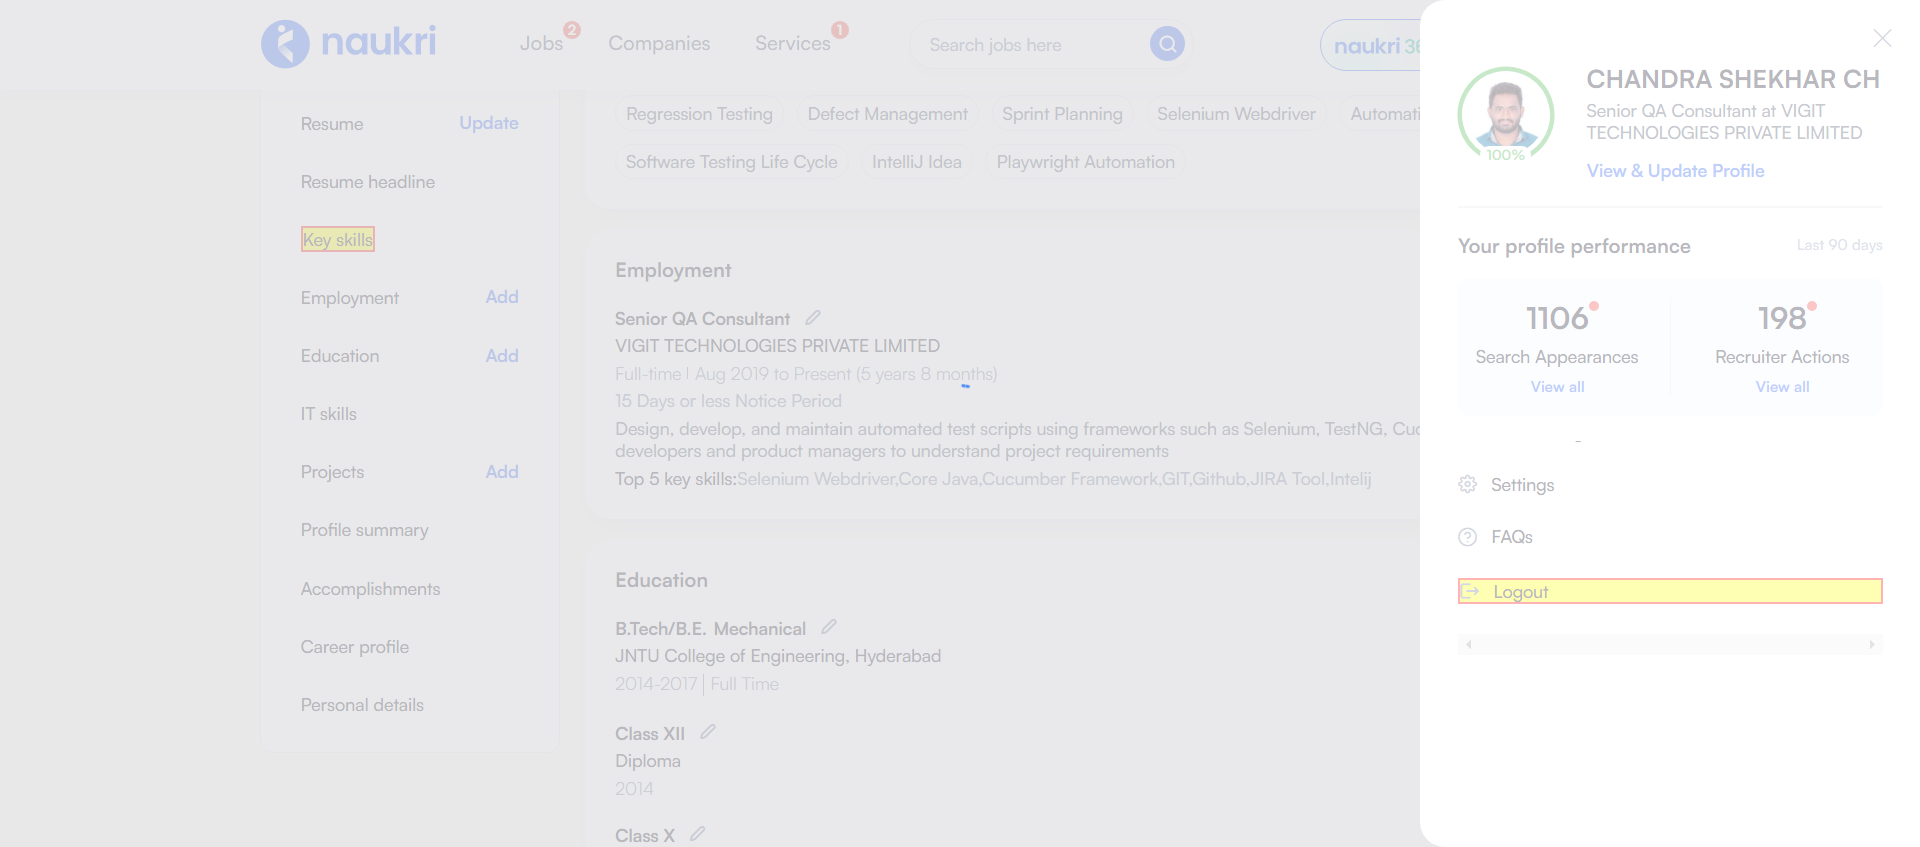 naukri
Jobs 2
Companies
Services 1
Search jobs here
naukri 36
Resume Update
Resume headline
Key skills
Employment Add
Education Add
IT skills
Projects Add
Profile summary
Accomplishments
Career profile
Personal details
Regression Testing Defect Management Sprint Planning Selenium Webdriver Automati
Software Testing Life Cycle IntelliJ Idea Playwright Automation
Employment
Senior QA Consultant
VIGIT TECHNOLOGIES PRIVATE LIMITED
Full-time | Aug 2019 to Present (5 years 8 months)
15 Days or less Notice Period
Design, develop, and maintain automated test scripts using frameworks such as Selenium, TestNG, Cuc
developers and product managers to understand project requirements
Top 5 key skills:Selenium Webdriver,Core Java,Cucumber Framework,GIT,Github,JIRA Tool,Intelij
Education
B.Tech/B.E. Mechanical
JNTU College of Engineering, Hyderabad
2014-2017 | Full Time
Class XII
Diploma
2014
Class X
CHANDRA SHEKHAR CH
Senior QA Consultant at VIGIT
TECHNOLOGIES PRIVATE LIMITED
100%
View & Update Profile
Your profile performance Last 90 days
1106 198
Search Appearances Recruiter Actions
View all View all
Settings
FAQs
Logout